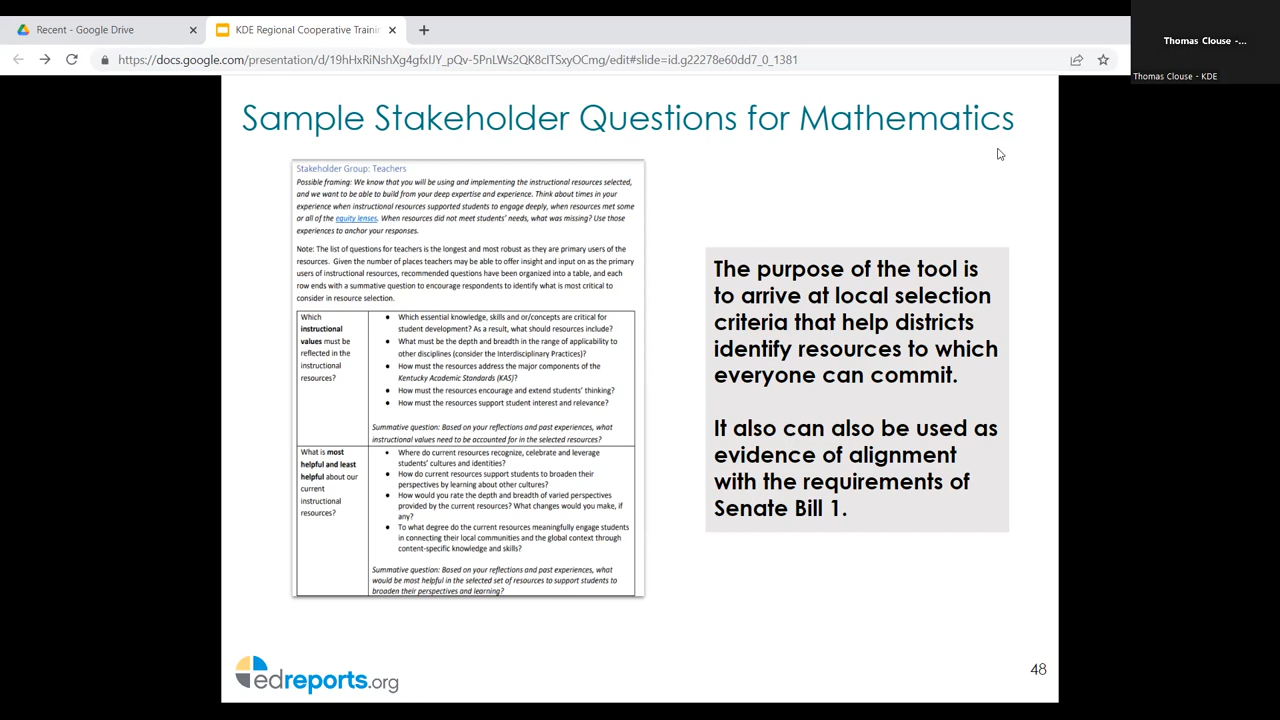 Recent - Google Drive
KDE Regional Cooperative Trainin
https://docs.google.com/presentation/d/19hHxRiNshXg4gfxIJY_pQv-5PnLWs2QK8cITSxyOCmg/edit#slide=id.g22278e60dd7_0_1381
Thomas Clouse -...
Thomas Clouse - KDE
Sample Stakeholder Questions for Mathematics
Stakeholder Group: Teachers
Possible framing: We know that you will be using and implementing the instructional resources selected,
and we want to be able to build from your deep expertise and experience. Think about times in your
experience when instructional resources supported students to engage deeply, when resources met some
or all of the equity lenses. When resources did not meet students' needs, what was missing? Use those
experiences to anchor your responses.
Note: The list of questions for teachers is the longest and most robust as they are primary users of the
resources. Given the number of places teachers may be able to offer insight and input on as the primary
users of instructional resources, recommended questions have been organized into a table, and each
row ends with a summative question to encourage respondents to identify what is most critical to
consider in resource selection.
Which
instructional
values must be
reflected in the
instructional
resources?
● Which essential knowledge, skills and or/concepts are critical for
student development? As a result, what should resources include?
● What must be the depth and breadth in the range of applicability to
other disciplines (consider the Interdisciplinary Practices)?
● How must the resources address the major components of the
Kentucky Academic Standards (KAS)?
● How must the resources encourage and extend students' thinking?
● How must the resources support student interest and relevance?
Summative question: Based on your reflections and past experiences, what
instructional values need to be accounted for in the selected resources?
What is most
helpful and least
helpful about our
current
instructional
resources?
● Where do current resources recognize, celebrate and leverage
students' cultures and identities?
● How do current resources support students to broaden their
perspectives by learning about other cultures?
● How would you rate the depth and breadth of varied perspectives
provided by the current resources? What changes would you make, if
any?
● To what degree do the current resources meaningfully engage students
in connecting their local communities and the global context through
content-specific knowledge and skills?
Summative question: Based on your reflections and past experiences, what
would be most helpful in the selected set of resources to support students to
broaden their perspectives and learning?
The purpose of the tool is
to arrive at local selection
criteria that help districts
identify resources to which
everyone can commit.
It also can also be used as
evidence of alignment
with the requirements of
Senate Bill 1.
edreports.org
48